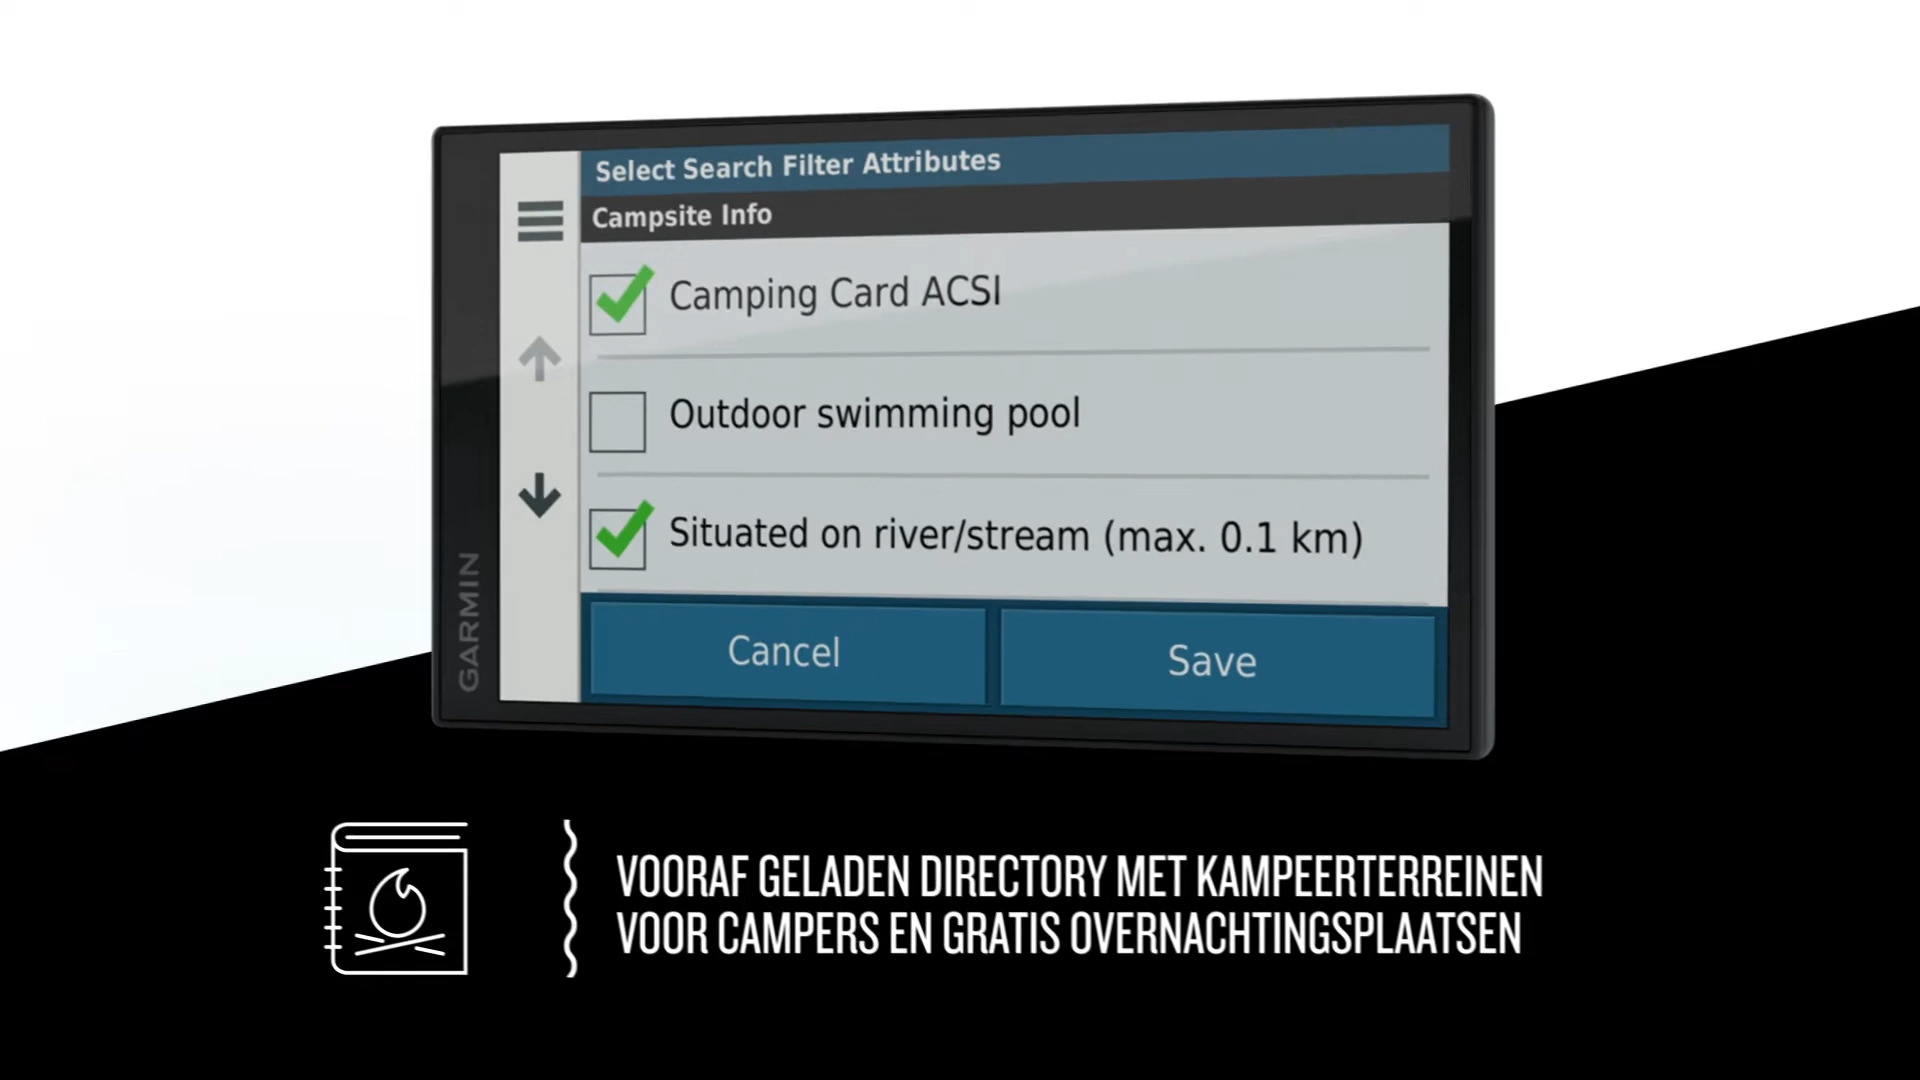 Select Search Filter Attributes
Campsite Info
Camping Card ACSI
Outdoor swimming pool
Situated on river/stream (max. 0.1 km)
Cancel
Save
GARMIN
VOORAF GELADEN DIRECTORY MET KAMPEERTERREINEN
VOOR CAMPERS EN GRATIS OVERNACHTINGSPLAATSEN